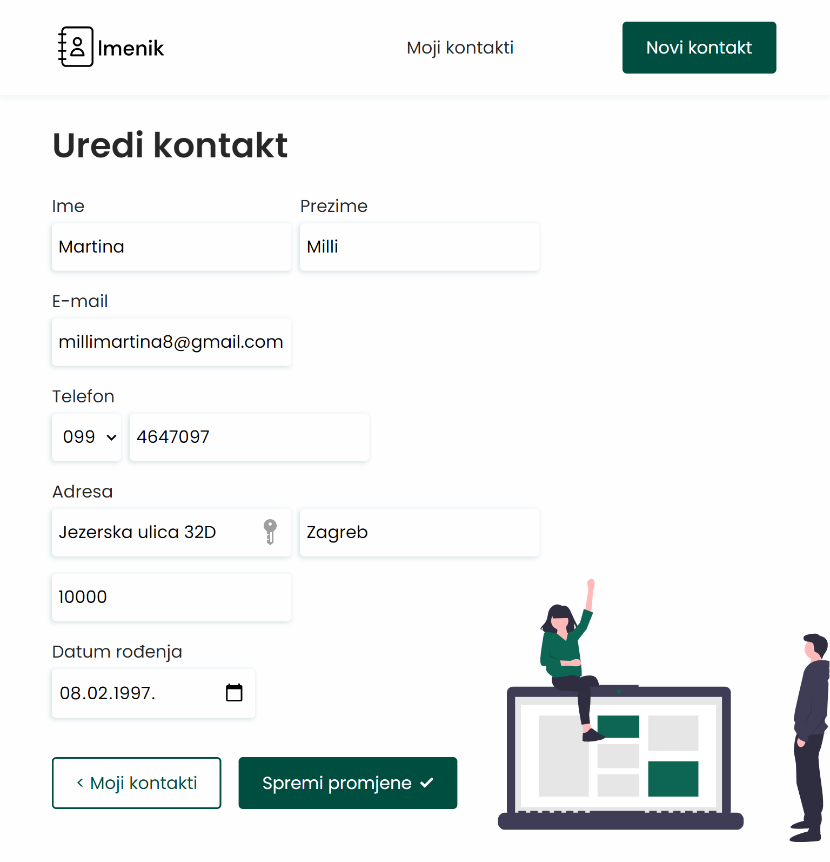 Imenik
Moji kontakti
Novi kontakt
Uredi kontakt
Ime
Prezime
Martina
Milli
E-mail
millimartina8@gmail.com
Telefon
099
4647097
Adresa
Jezerska ulica 32D
Zagreb
10000
Datum rođenja
08.02.1997.
< Moji kontakti
Spremi promjene ✔